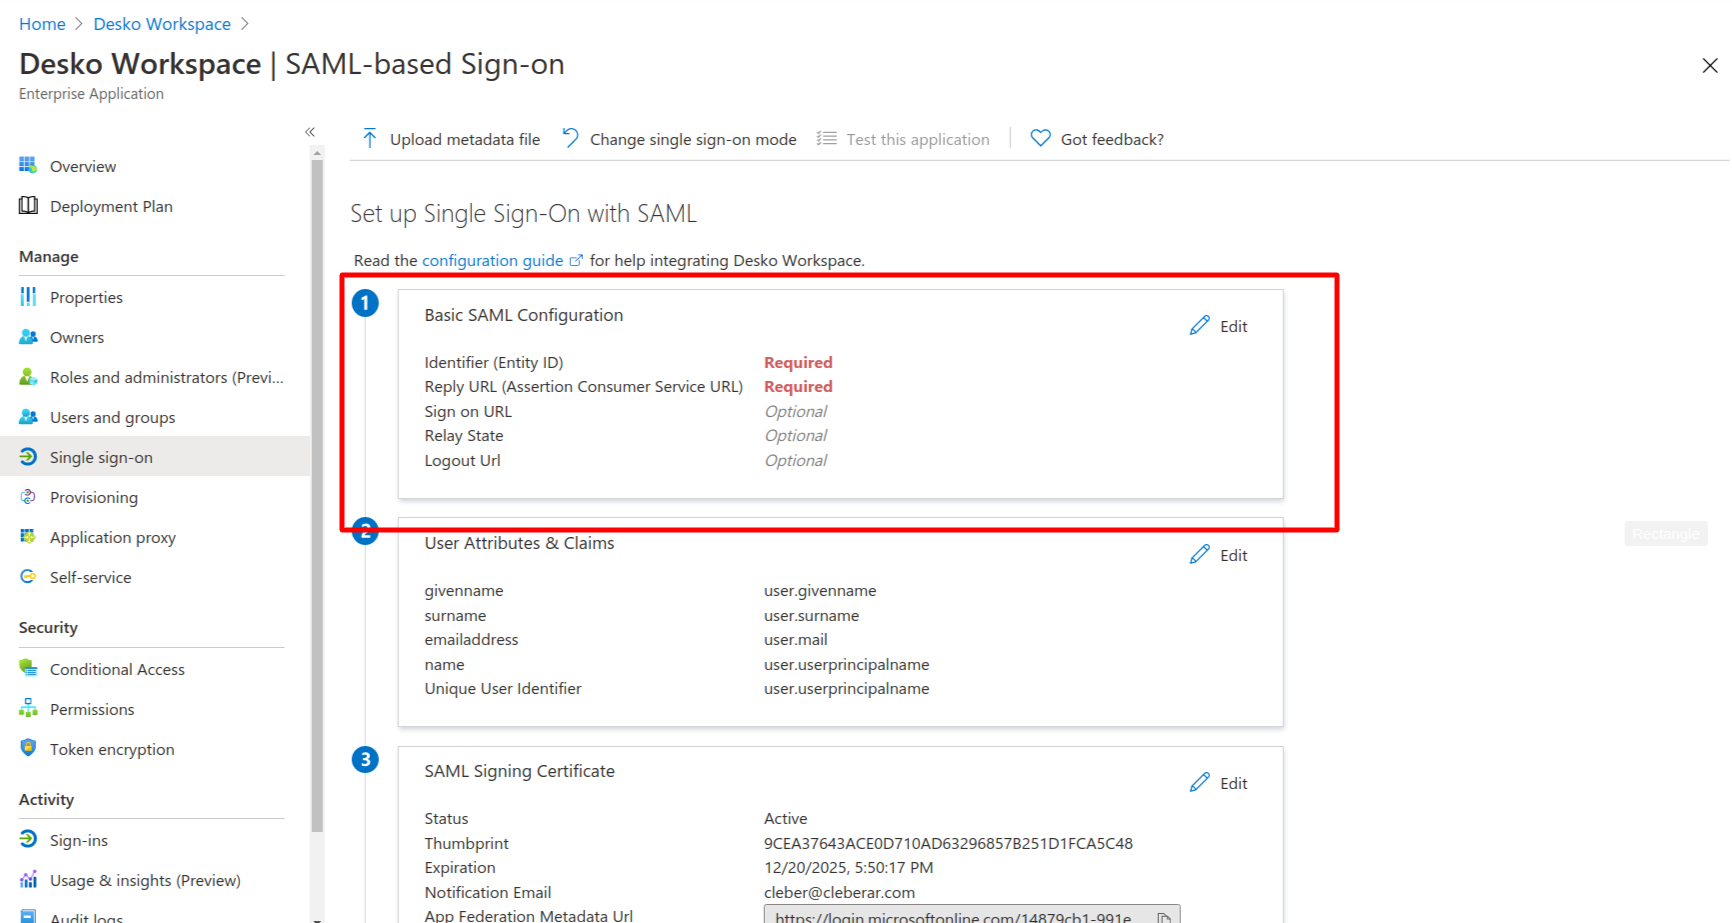 Home > Desko Workspace >
Desko Workspace | SAML-based Sign-on
Enterprise Application
«
Overview
Deployment Plan
Manage
Properties
Owners
Roles and administrators (Previ...
Users and groups
Single sign-on
Provisioning
Application proxy
Self-service
Security
Conditional Access
Permissions
Token encryption
Activity
Sign-ins
Usage & insights (Preview)
Audit logs
Upload metadata file Change single sign-on mode Test this application | Got feedback?
Set up Single Sign-On with SAML
Read the configuration guide for help integrating Desko Workspace.
1
Basic SAML Configuration
Edit
Identifier (Entity ID) Required
Reply URL (Assertion Consumer Service URL) Required
Sign on URL Optional
Relay State Optional
Logout Url Optional
2
User Attributes & Claims
Edit
givenname user.givenname
surname user.surname
emailaddress user.mail
name user.userprincipalname
Unique User Identifier user.userprincipalname
3
SAML Signing Certificate
Edit
Status Active
Thumbprint 9CEA37643ACE0D710AD63296857B251D1FCA5C48
Expiration 12/20/2025, 5:50:17 PM
Notification Email cleber@cleberar.com
App Federation Metadata Url https://login.microsoftonline.com/14879cb1-991e
Rectangle